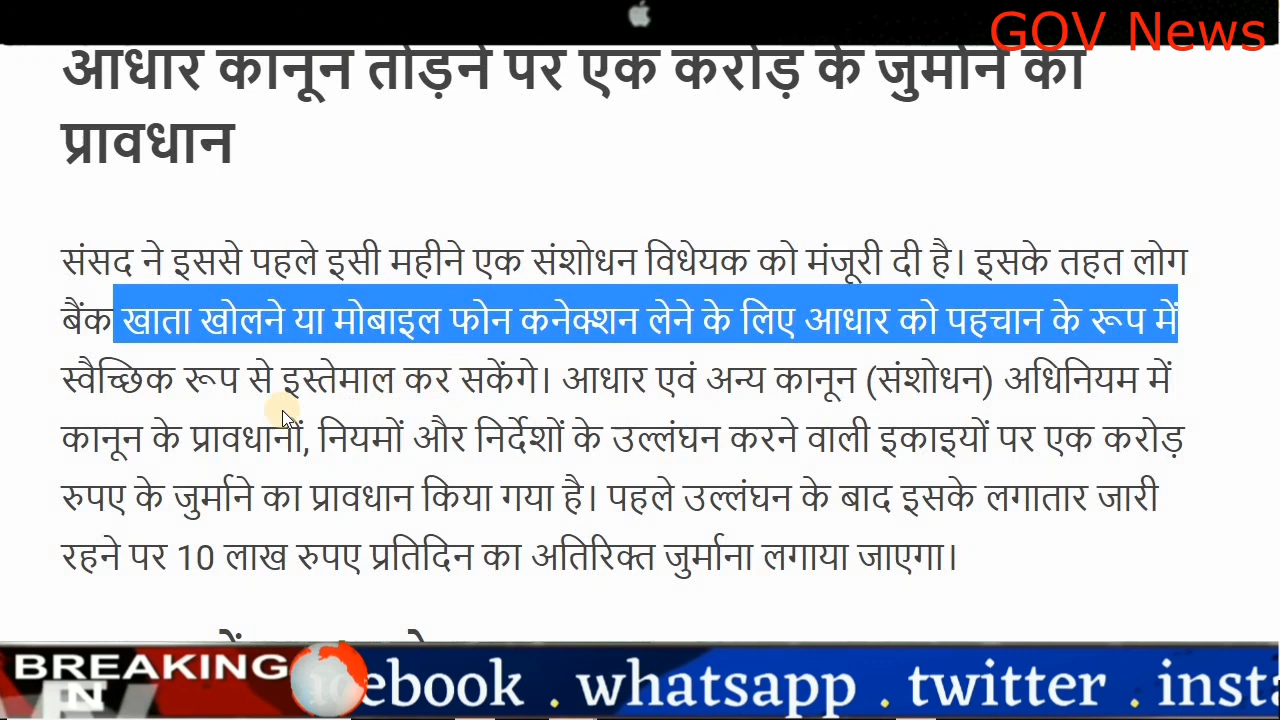 GOV News
आधार कानून तोड़ने पर एक करोड़ के जुर्माने का
प्रावधान
संसद ने इससे पहले इसी महीने एक संशोधन विधेयक को मंजूरी दी है। इसके तहत लोग
बैंक खाता खोलने या मोबाइल फोन कनेक्शन लेने के लिए आधार को पहचान के रूप में
स्वैच्छिक रूप से इस्तेमाल कर सकेंगे। आधार एवं अन्य कानून (संशोधन) अधिनियम में
कानून के प्रावधानों, नियमों और निर्देशों के उल्लंघन करने वाली इकाइयों पर एक करोड़
रुपए के जुर्माने का प्रावधान किया गया है। पहले उल्लंघन के बाद इसके लगातार जारी
रहने पर 10 लाख रुपए प्रतिदिन का अतिरिक्त जुर्माना लगाया जाएगा।
BREAKING
N
ebook . whatsapp . twitter . insta